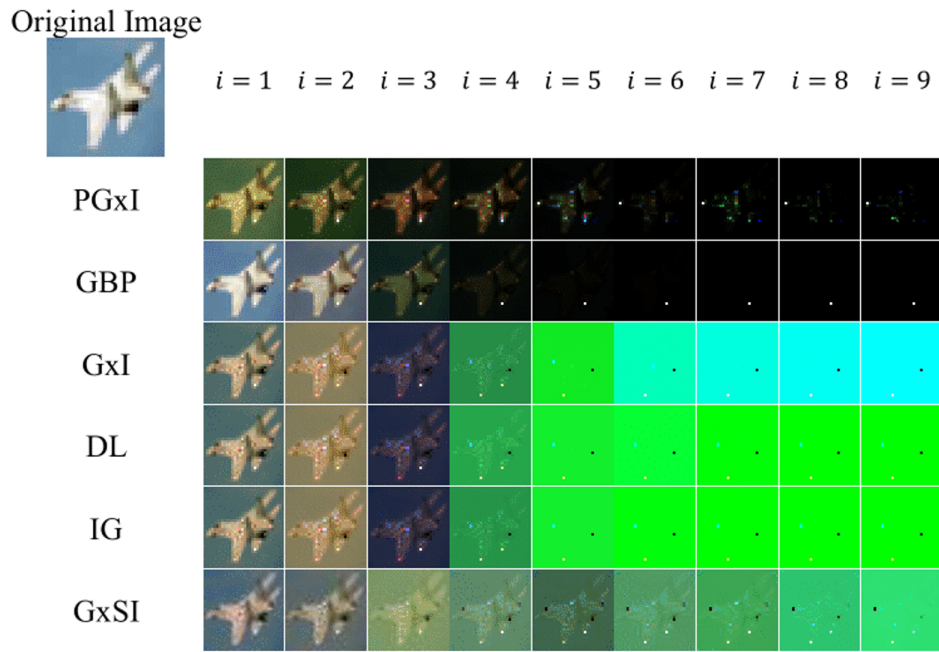 Original Image
i = 1 i = 2 i = 3 i = 4 i = 5 i = 6 i = 7 i = 8 i = 9
PGxI
GBP
GxI
DL
IG
GxSI